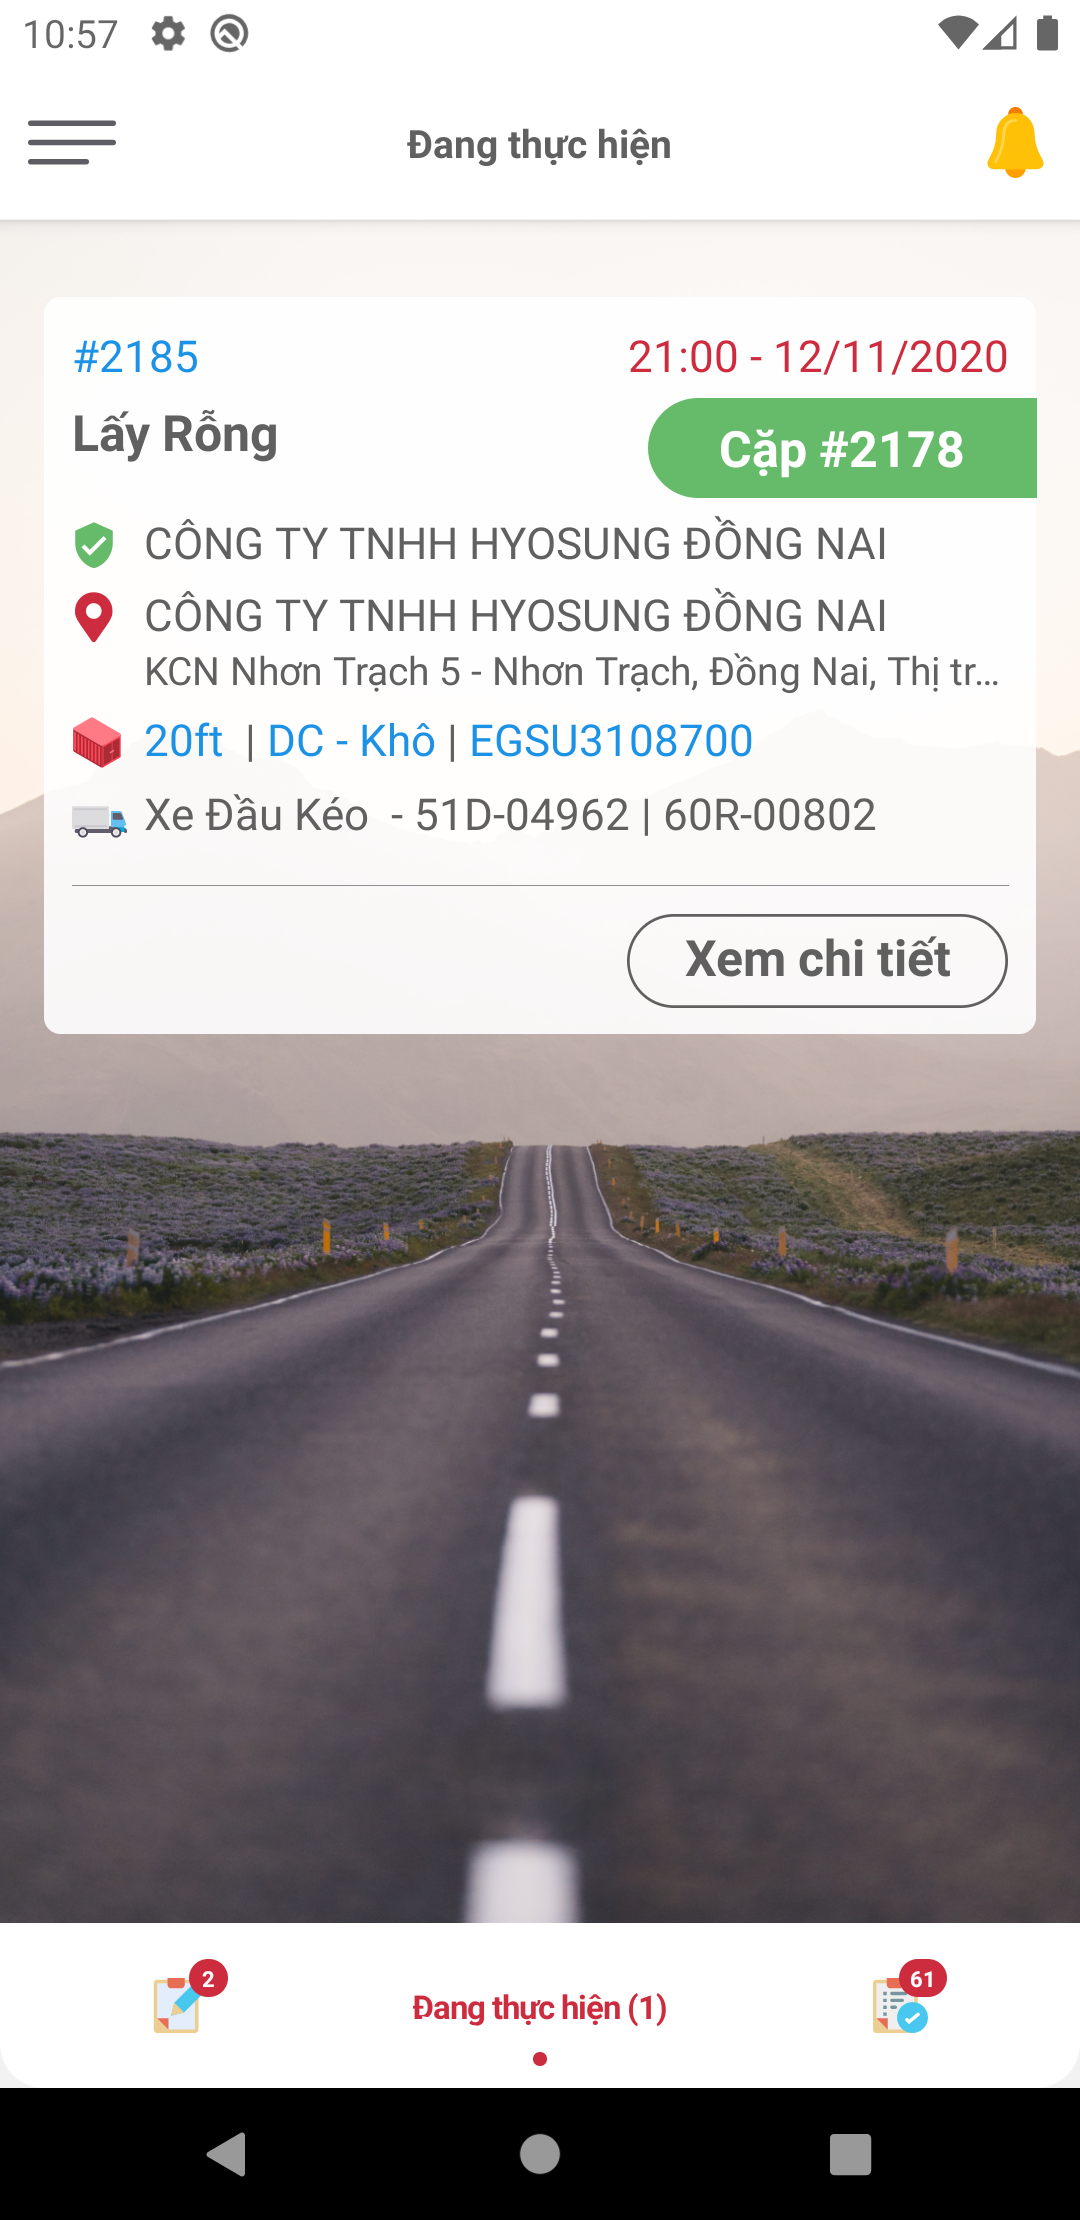 10:57
Đang thực hiện
#2185
21:00 - 12/11/2020
Lấy Rỗng
Cặp #2178
CÔNG TY TNHH HYOSUNG ĐỒNG NAI
CÔNG TY TNHH HYOSUNG ĐỒNG NAI
KCN Nhơn Trạch 5 - Nhơn Trạch, Đồng Nai, Thị tr...
20ft | DC - Khô | EGSU3108700
Xe Đầu Kéo - 51D-04962 | 60R-00802
Xem chi tiết
2
Đang thực hiện (1)
61